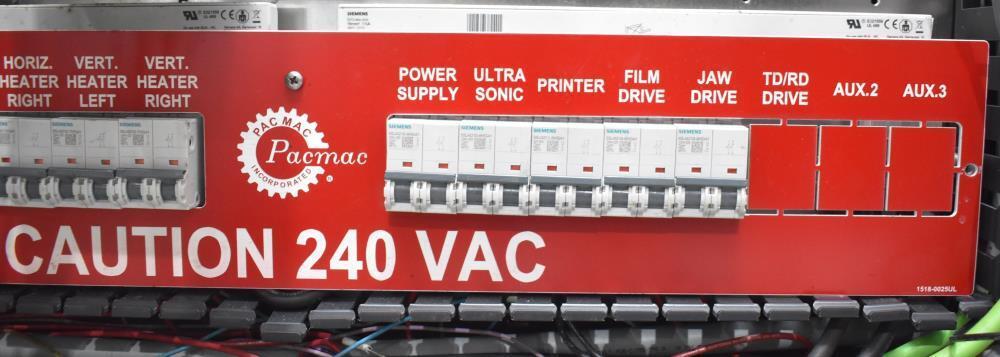 SIEMENS
HORIZ. HEATER RIGHT
VERT. HEATER LEFT
VERT. HEATER RIGHT
POWER SUPPLY
ULTRA SONIC
PRINTER
FILM DRIVE
JAW DRIVE
TD/RD DRIVE
AUX.2
AUX.3
SIEMENS
SIEMENS
SIEMENS
SIEMENS
SIEMENS
PAC MAC
Pacmac
INCORPORATED
®
CAUTION 240 VAC
1518-0025UL